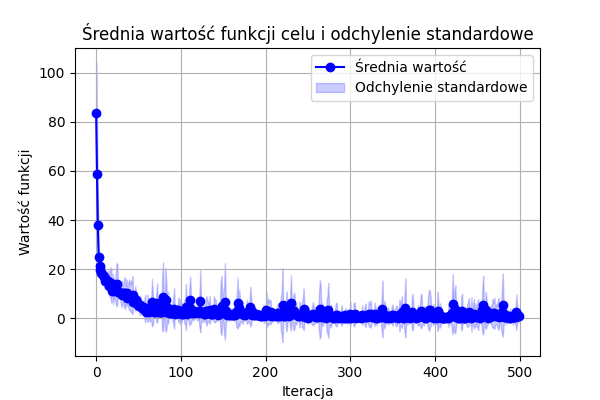 Średnia wartość funkcji celu i odchylenie standardowe
Średnia wartość
Odchylenie standardowe
Wartość funkcji
100
80
60
40
20
0
0 100 200 300 400 500
Iteracja